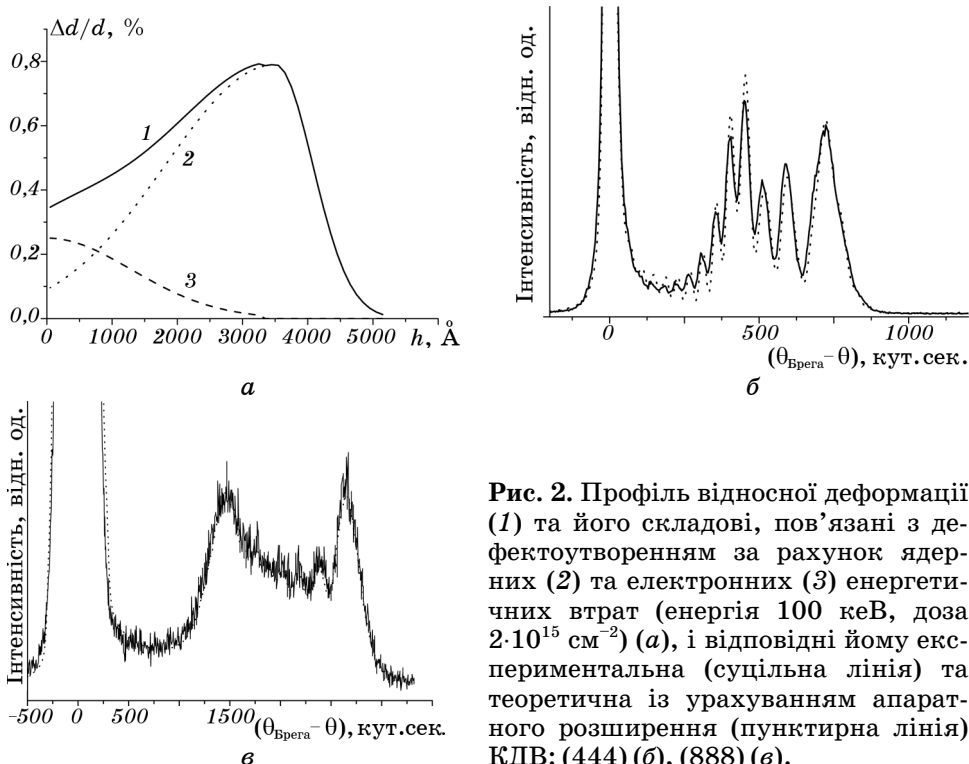 Δd/d, %
0,8
0,6
0,4
0,2
0,0
1
2
3
0 1000 2000 3000 4000 5000 h, Å
а
Інтенсивність, відн. од.
0 500 1000
(θБрега−θ), кут.сек.
б
Інтенсивність, відн. од.
−500 0 500 1500
(θБрега−θ), кут.сек.
в
Рис. 2. Профіль відносної деформації
(1) та його складові, пов’язані з де-
фектоутворенням за рахунок ядер-
них (2) та електронних (3) енергети-
чних втрат (енергія 100 кеВ, доза
2·10¹⁵ см⁻²) (а), і відповідні йому екс-
периментальна (суцільна лінія) та
теоретична із урахуванням апарат-
ного розширення (пунктирна лінія)
КДВ: (444) (б), (888) (в).